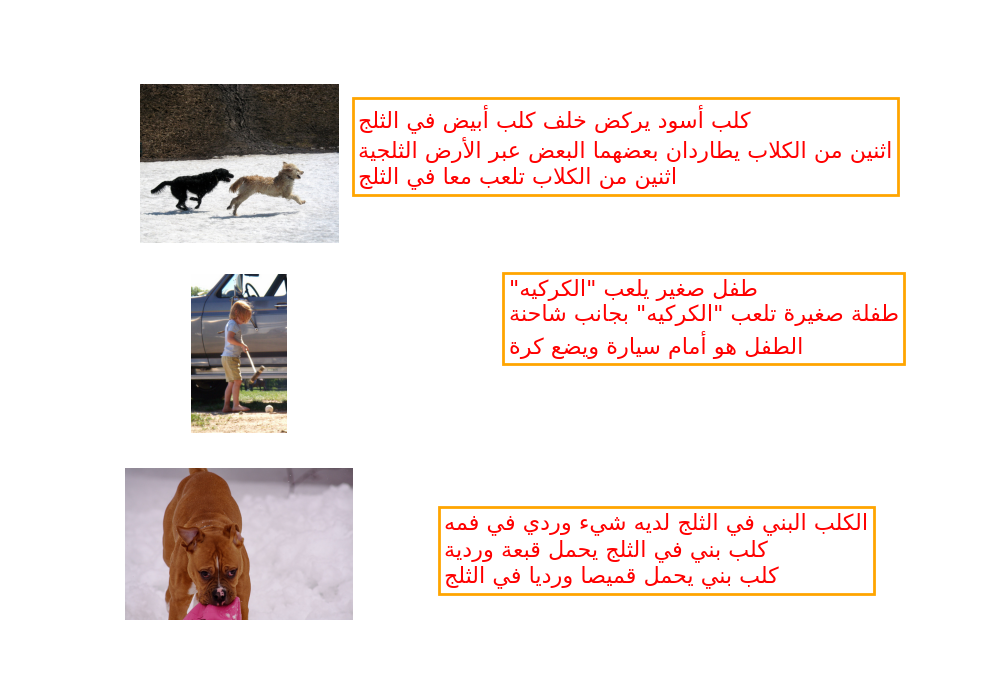 كلب أسود يركض خلف كلب أبيض في الثلج
اثنين من الكلاب يطاردان بعضهما البعض عبر الأرض الثلجية
اثنين من الكلاب تلعب معا في الثلج
طفل صغير يلعب "الكركيه"
طفلة صغيرة تلعب "الكركيه" بجانب شاحنة
الطفل هو أمام سيارة ويضع كرة
الكلب البني في الثلج لديه شيء وردي في فمه
كلب بني في الثلج يحمل قبعة وردية
كلب بني يحمل قميصا ورديا في الثلج